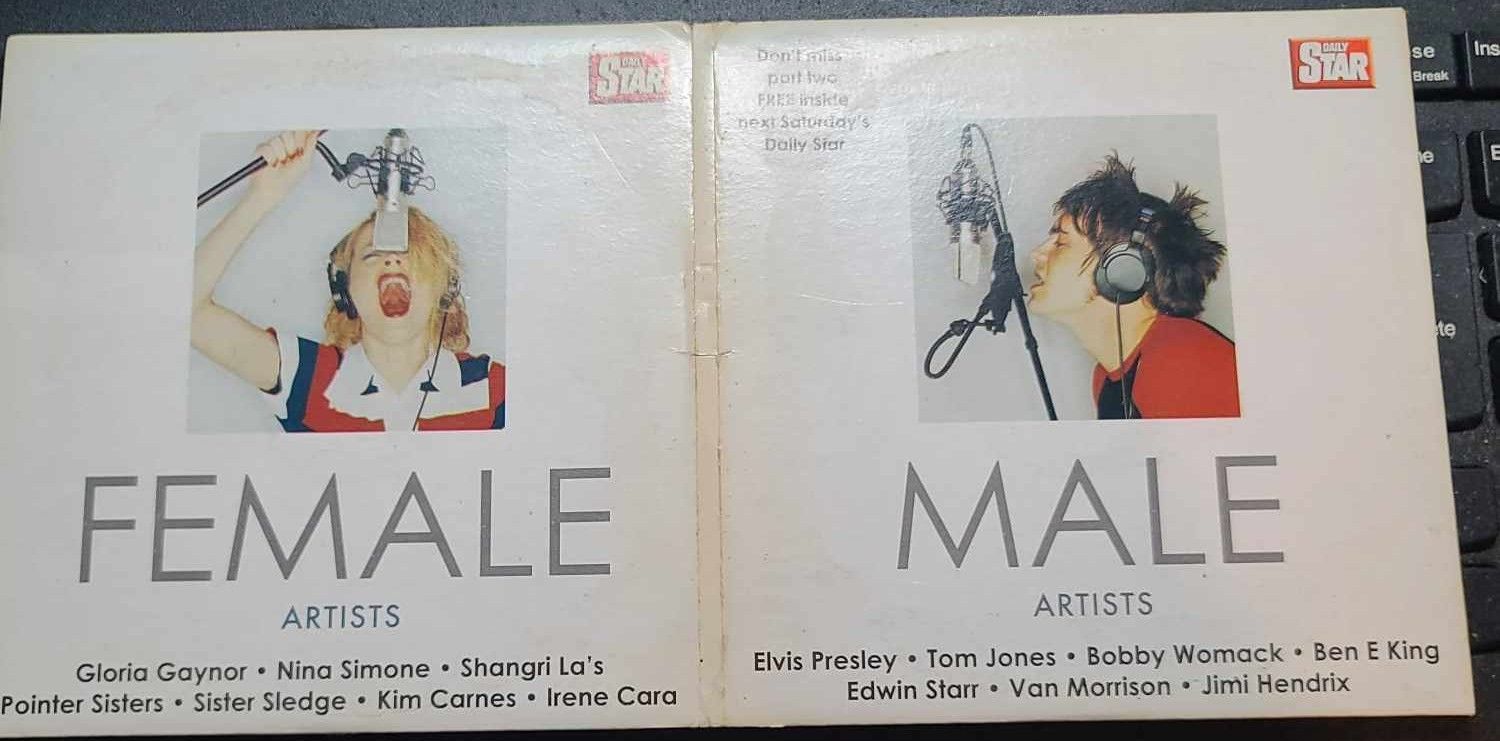 DAILY
STAR
FEMALE
ARTISTS
Gloria Gaynor • Nina Simone • Shangri La's
Pointer Sisters • Sister Sledge • Kim Carnes • Irene Cara
Don't miss
part two
FREE inside
next Saturday's
Daily Star
DAILY
STAR
MALE
ARTISTS
Elvis Presley • Tom Jones • Bobby Womack • Ben E King
Edwin Starr • Van Morrison • Jimi Hendrix
se
Break
Ins